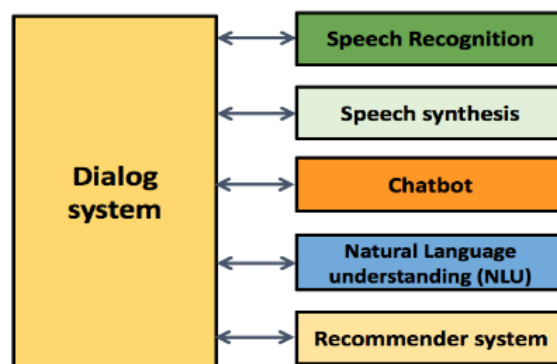 Dialog
system
Speech Recognition
Speech synthesis
Chatbot
Natural Language
understanding (NLU)
Recommender system